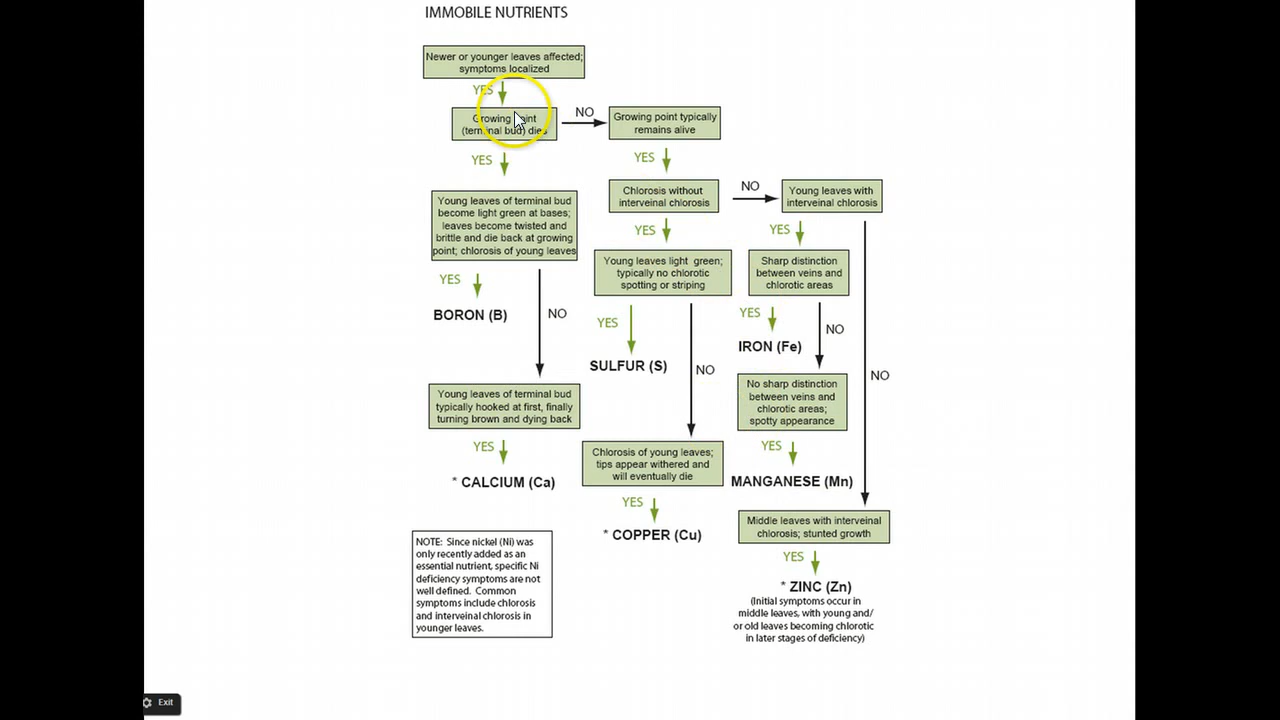 IMMOBILE NUTRIENTS
Newer or younger leaves affected;
symptoms localized
YES
Growing point
(terminal bud) dies
NO
Growing point typically
remains alive
YES
YES
Chlorosis without
interveinal chlorosis
NO
Young leaves with
interveinal chlorosis
Young leaves of terminal bud
become light green at bases;
leaves become twisted and
brittle and die back at growing
point; chlorosis of young leaves
YES
YES
Young leaves light green;
typically no chlorotic
spotting or striping
Sharp distinction
between veins and
chlorotic areas
YES
BORON (B)
NO
YES
SULFUR (S)
NO
YES
IRON (Fe)
NO
NO
Young leaves of terminal bud
typically hooked at first, finally
turning brown and dying back
No sharp distinction
between veins and
chlorotic areas;
spotty appearance
YES
* CALCIUM (Ca)
Chlorosis of young leaves;
tips appear withered and
will eventually die
YES
MANGANESE (Mn)
YES
* COPPER (Cu)
Middle leaves with interveinal
chlorosis; stunted growth
YES
* ZINC (Zn)
(Initial symptoms occur in
middle leaves, with young and/
or old leaves becoming chlorotic
in later stages of deficiency)
NOTE: Since nickel (Ni) was
only recently added as an
essential nutrient, specific Ni
deficiency symptoms are not
well defined. Common
symptoms include chlorosis
and interveinal chlorosis in
younger leaves.
Exit